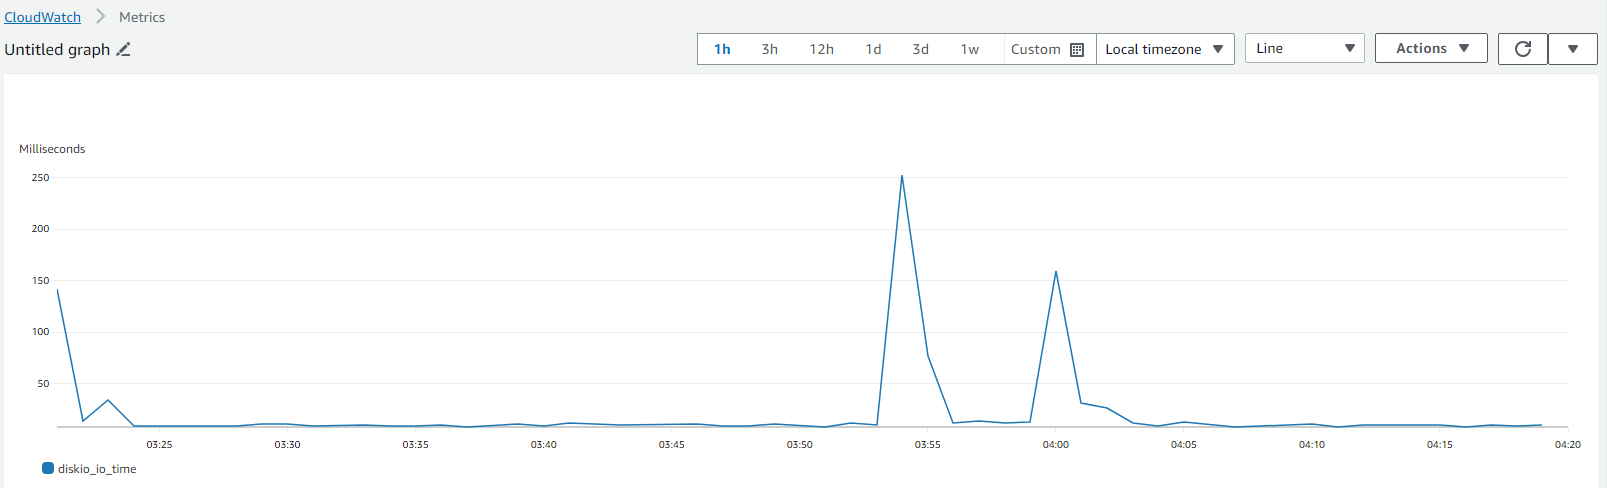 CloudWatch Metrics
Untitled graph 1h 3h 12h 1d 3d 1w Custom Local timezone Line Actions
Milliseconds
250
200
150
100
50
03:25 03:30 03:35 03:40 03:45 03:50 03:55 04:00 04:05 04:10 04:15 04:20
diskio_io_time